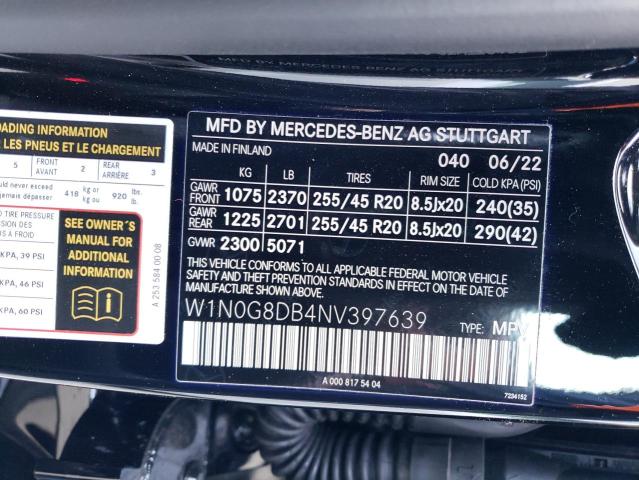 OADING INFORMATION
LES PNEUS ET LE CHARGEMENT
5 FRONT AVANT 2 REAR ARRIÈRE 3
uld never exceed
jamais dépasser 418 kg or kg ou 920 lbs. lb.
D TIRE PRESSURE
SSION DES
S À FROID
KPA, 39 PSI
KPA, 46 PSI
KPA, 60 PSI
SEE OWNER'S
MANUAL FOR
ADDITIONAL
INFORMATION
A 253 584 00 08
MFD BY MERCEDES-BENZ AG STUTTGART
MADE IN FINLAND 040 06/22
KG LB TIRES RIM SIZE COLD KPA (PSI)
GAWR FRONT 1075 2370 255/45 R20 8.5Jx20 240(35)
GAWR REAR 1225 2701 255/45 R20 8.5Jx20 290(42)
GVWR 2300 5071
THIS VEHICLE CONFORMS TO ALL APPLICABLE FEDERAL MOTOR VEHICLE
SAFETY AND THEFT PREVENTION STANDARDS IN EFFECT ON THE DATE OF
MANUFACTURE SHOWN ABOVE.
W1N0G8DB4NV397639 TYPE: MPV
A 000 817 54 04
7234152